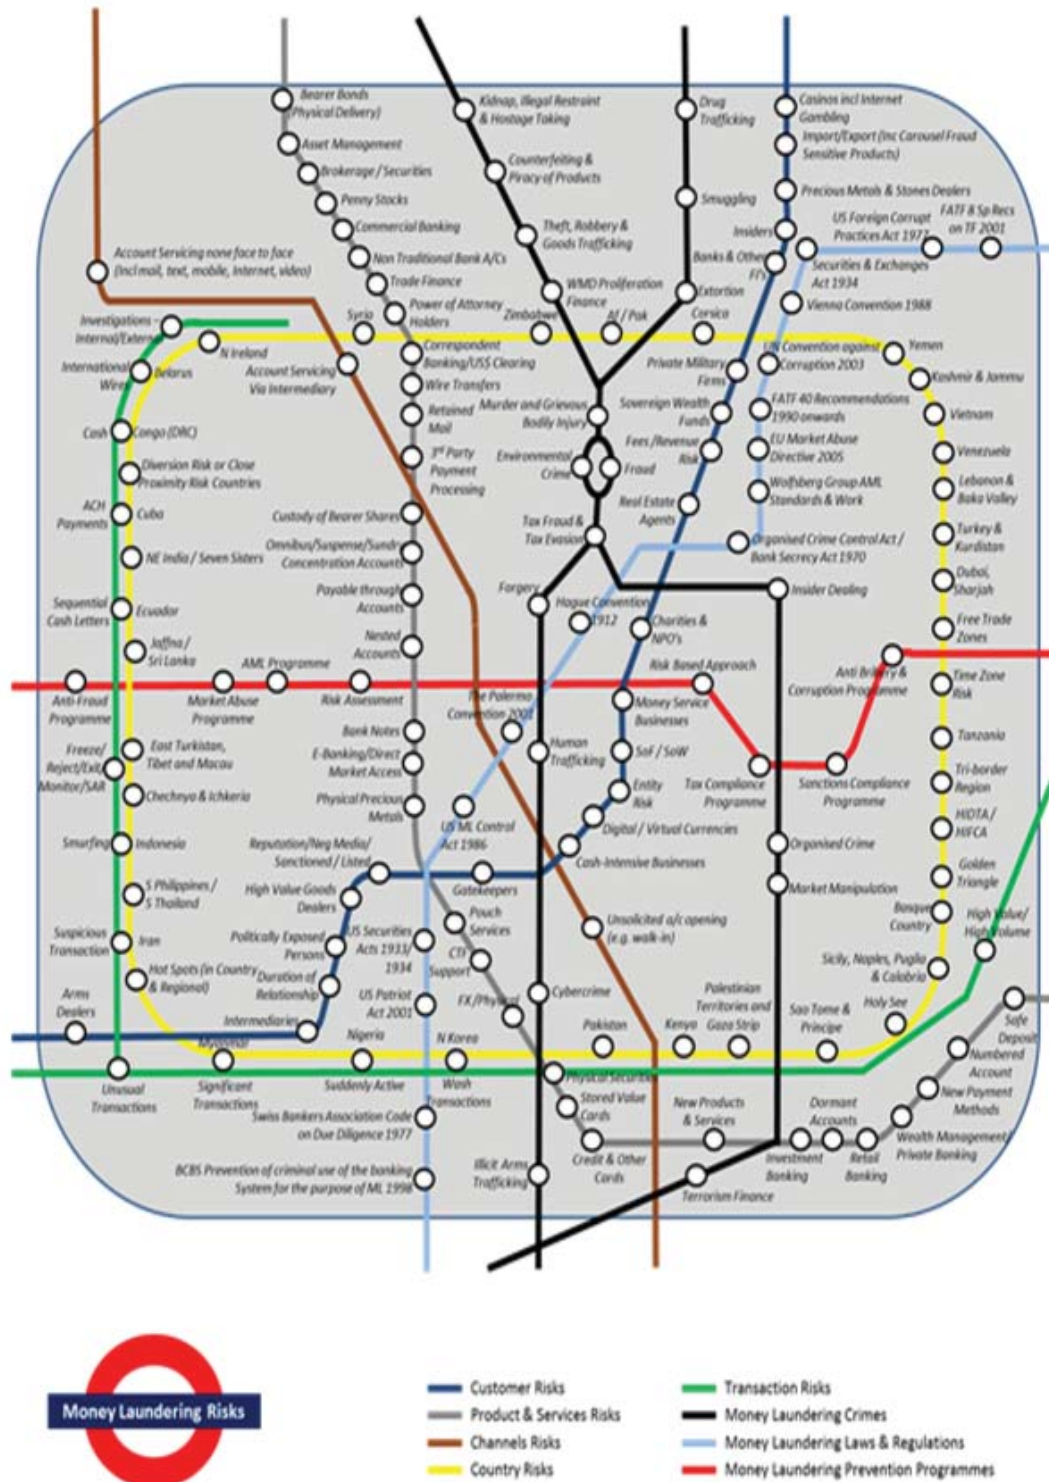 Bearer Bonds
(Physical Delivery)
Asset Management
Brokerage / Securities
Penny Stocks
Commercial Banking
Non Traditional Bank A/Cs
Trade Finance
Power of Attorney
Holders
Correspondent
Banking/US$ Clearing
Wire Transfers
Retained
Mail
3rd Party
Payment
Processing
Custody of Bearer Shares
Omnibus/Suspense/Sundry
Concentration Accounts
Payable through
Accounts
Nested
Accounts
Bank Notes
E-Banking/Direct
Market Access
Physical Precious
Metals
Pouch
Services
CTF
Support
FX/Physical
Physical Securities
Stored Value
Cards
Credit & Other
Cards
New Products
& Services
Investment
Banking
Dormant
Accounts
Retail
Banking
Wealth Management/
Private Banking
New Payment
Methods
Numbered
Account
Safe
Deposit
Kidnap, Illegal Restraint
& Hostage Taking
Counterfeiting &
Piracy of Products
Theft, Robbery &
Goods Trafficking
WMD Proliferation
Finance
Drug
Trafficking
Smuggling
Extortion
Murder and Grievous
Bodily Injury
Environmental
Crime
Fraud
Tax Fraud &
Tax Evasion
Forgery
Insider Dealing
Human
Trafficking
Organised Crime
Market Manipulation
Cybercrime
Illicit Arms
Trafficking
Terrorism Finance
Casinos incl Internet
Gambling
Import/Export (Inc Carousel Fraud
Sensitive Products)
Precious Metals & Stones Dealers
Insiders
Banks & Other
FI's
Private Military
Firms
Sovereign Wealth
Funds
Fees /Revenue
Risk
Real Estate
Agents
Charities &
NPO's
Money Service
Businesses
SoF / SoW
Entity
Risk
Digital / Virtual Currencies
Cash-Intensive Businesses
Gatekeepers
Reputation/Neg Media/
Sanctioned / Listed
High Value Goods
Dealers
Politically Exposed
Persons
Duration of
Relationship
Intermediaries
Arms
Dealers
US Foreign Corrupt
Practices Act 1977
FATF 8 Sp Recs
on TF 2001
Securities & Exchanges
Act 1934
Vienna Convention 1988
UN Convention against
Corruption 2003
FATF 40 Recommendations
1990 onwards
EU Market Abuse
Directive 2005
Wolfsberg Group AML
Standards & Work
Organised Crime Control Act /
Bank Secrecy Act 1970
Hague Convention
1912
The Palermo
Convention 2001
US ML Control
Act 1986
US Securities
Acts 1933/
1934
US Patriot
Act 2001
Swiss Bankers Association Code
on Due Diligence 1977
BCBS Prevention of criminal use of the banking
System for the purpose of ML 1998
Account Servicing none face to face
(Incl mail, text, mobile, Internet, video)
Account Servicing
Via Intermediary
Unsolicited a/c opening
(e.g. walk-in)
Investigations –
Internal/External
International
Wires
Cash
ACH
Payments
Sequential
Cash Letters
Freeze/
Reject/Exit/
Monitor/SAR
Smurfing
Suspicious
Transaction
Unusual
Transactions
Significant
Transactions
Suddenly Active
Wash
Transactions
High Value/
High Volume
N Ireland
Syria
Zimbabwe
Af / Pak
Corsica
Yemen
Kashmir & Jammu
Vietnam
Venezuela
Lebanon &
Baka Valley
Turkey &
Kurdistan
Dubai,
Sharjah
Free Trade
Zones
Time Zone
Risk
Tanzania
Tri-border
Region
HIDTA /
HIFCA
Golden
Triangle
Basque
Country
Sicily, Naples, Puglia
& Calabria
Holy See
Sao Tome &
Principe
Palestinian
Territories and
Gaza Strip
Kenya
Pakistan
N Korea
Nigeria
Myanmar
Hot Spots (in Country
& Regional)
Iran
S Philippines /
S Thailand
Indonesia
Chechnya & Ichkeria
East Turkistan,
Tibet and Macau
Jaffna /
Sri Lanka
Ecuador
NE India / Seven Sisters
Cuba
Diversion Risk or Close
Proximity Risk Countries
Congo (DRC)
Belarus
Anti-Fraud
Programme
Market Abuse
Programme
AML Programme
Risk Assessment
Risk Based Approach
Tax Compliance
Programme
Sanctions Compliance
Programme
Anti Bribery &
Corruption Programme
Money Laundering Risks
Customer Risks
Product & Services Risks
Channels Risks
Country Risks
Transaction Risks
Money Laundering Crimes
Money Laundering Laws & Regulations
Money Laundering Prevention Programmes